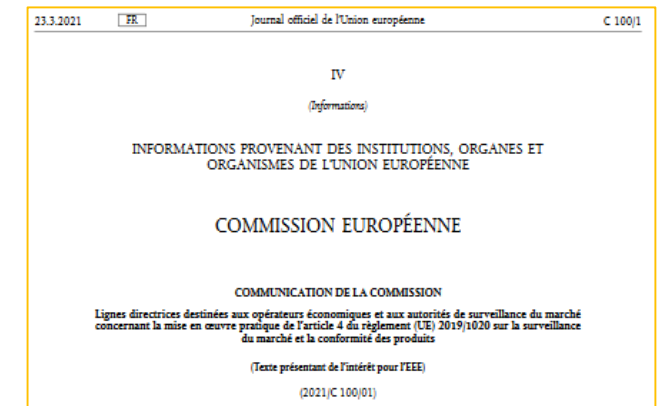 23.3.2021 FR Journal officiel de l'Union européenne C 100/1
IV
(Informations)
INFORMATIONS PROVENANT DES INSTITUTIONS, ORGANES ET
ORGANISMES DE L'UNION EUROPÉENNE
COMMISSION EUROPÉENNE
COMMUNICATION DE LA COMMISSION
Lignes directrices destinées aux opérateurs économiques et aux autorités de surveillance du marché
concernant la mise en œuvre pratique de l'article 4 du règlement (UE) 2019/1020 sur la surveillance
du marché et la conformité des produits
(Texte présentant de l'intérêt pour l'EEE)
(2021/C 100/01)